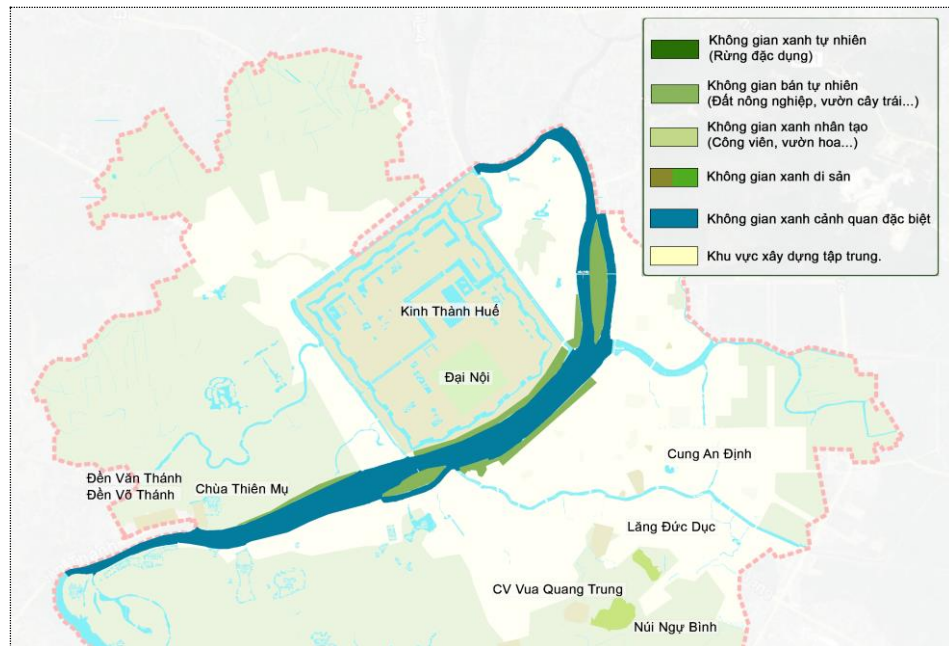 Không gian xanh tự nhiên
(Rừng đặc dụng)
Không gian bán tự nhiên
(Đất nông nghiệp, vườn cây trái...)
Không gian xanh nhân tạo
(Công viên, vườn hoa...)
Không gian xanh di sản
Không gian xanh cảnh quan đặc biệt
Khu vực xây dựng tập trung.
Kinh Thành Huế
Đại Nội
Đền Văn Thánh
Đền Võ Thánh
Chùa Thiên Mụ
Cung An Định
Lăng Đức Dục
CV Vua Quang Trung
Núi Ngự Bình